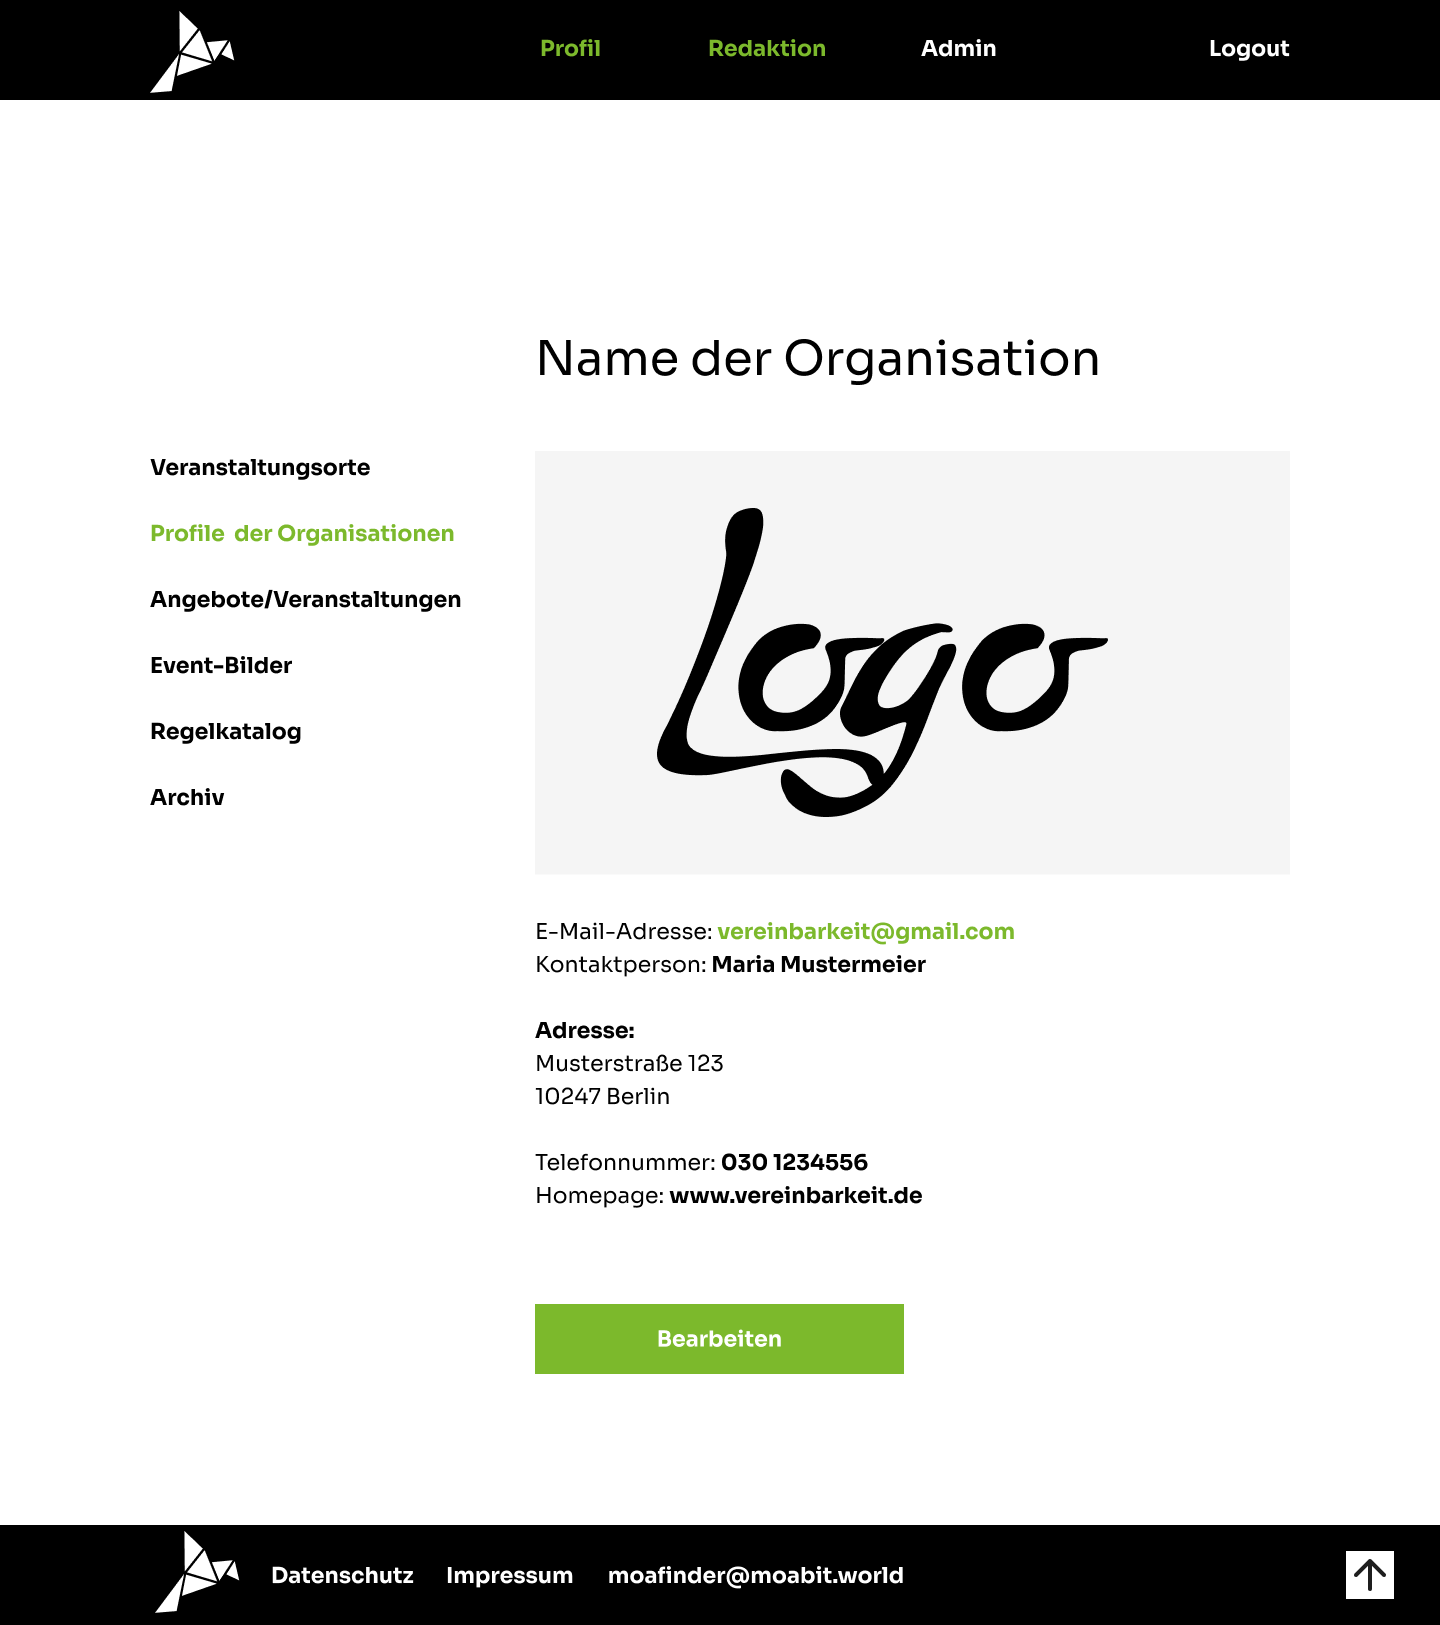 Profil
Redaktion
Admin
Logout
Name der Organisation
Veranstaltungsorte
Profile  der Organisationen
Angebote/Veranstaltungen
Event-Bilder
Regelkatalog
Archiv
Logo
E-Mail-Adresse: vereinbarkeit@gmail.com
Kontaktperson: Maria Mustermeier
Adresse:
Musterstraße 123
10247 Berlin
Telefonnummer: 030 1234556
Homepage: www.vereinbarkeit.de
Bearbeiten
Datenschutz
Impressum
moafinder@moabit.world